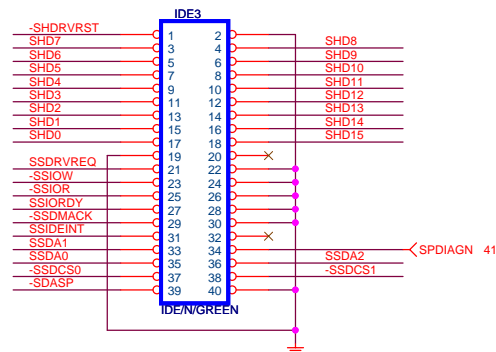 IDE3
-SHDRVRST 1 2
SHD7 3 4 SHD8
SHD6 5 6 SHD9
SHD5 7 8 SHD10
SHD4 9 10 SHD11
SHD3 11 12 SHD12
SHD2 13 14 SHD13
SHD1 15 16 SHD14
SHD0 17 18 SHD15
19 20
SSDRVREQ 21 22
-SSIOW 23 24
-SSIOR 25 26
SSIORDY 27 28
-SSDMACK 29 30
SSIDEINT 31 32
SSDA1 33 34 SPDIAGN 41
SSDA0 35 36 SSDA2
-SSDCS0 37 38 -SSDCS1
-SDASP 39 40
IDE/N/GREEN